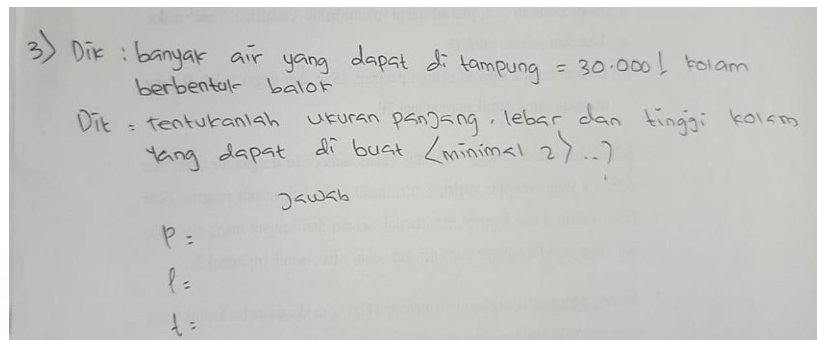 3) Dik : banyak air yang dapat di tampung = 30.000 l kolam
berbentuk balok
Dit = Tentukanlah ukuran panjang, lebar dan tinggi kolam
yang dapat di buat <minimal 2> ..?
Jawab
P =
l =
t =